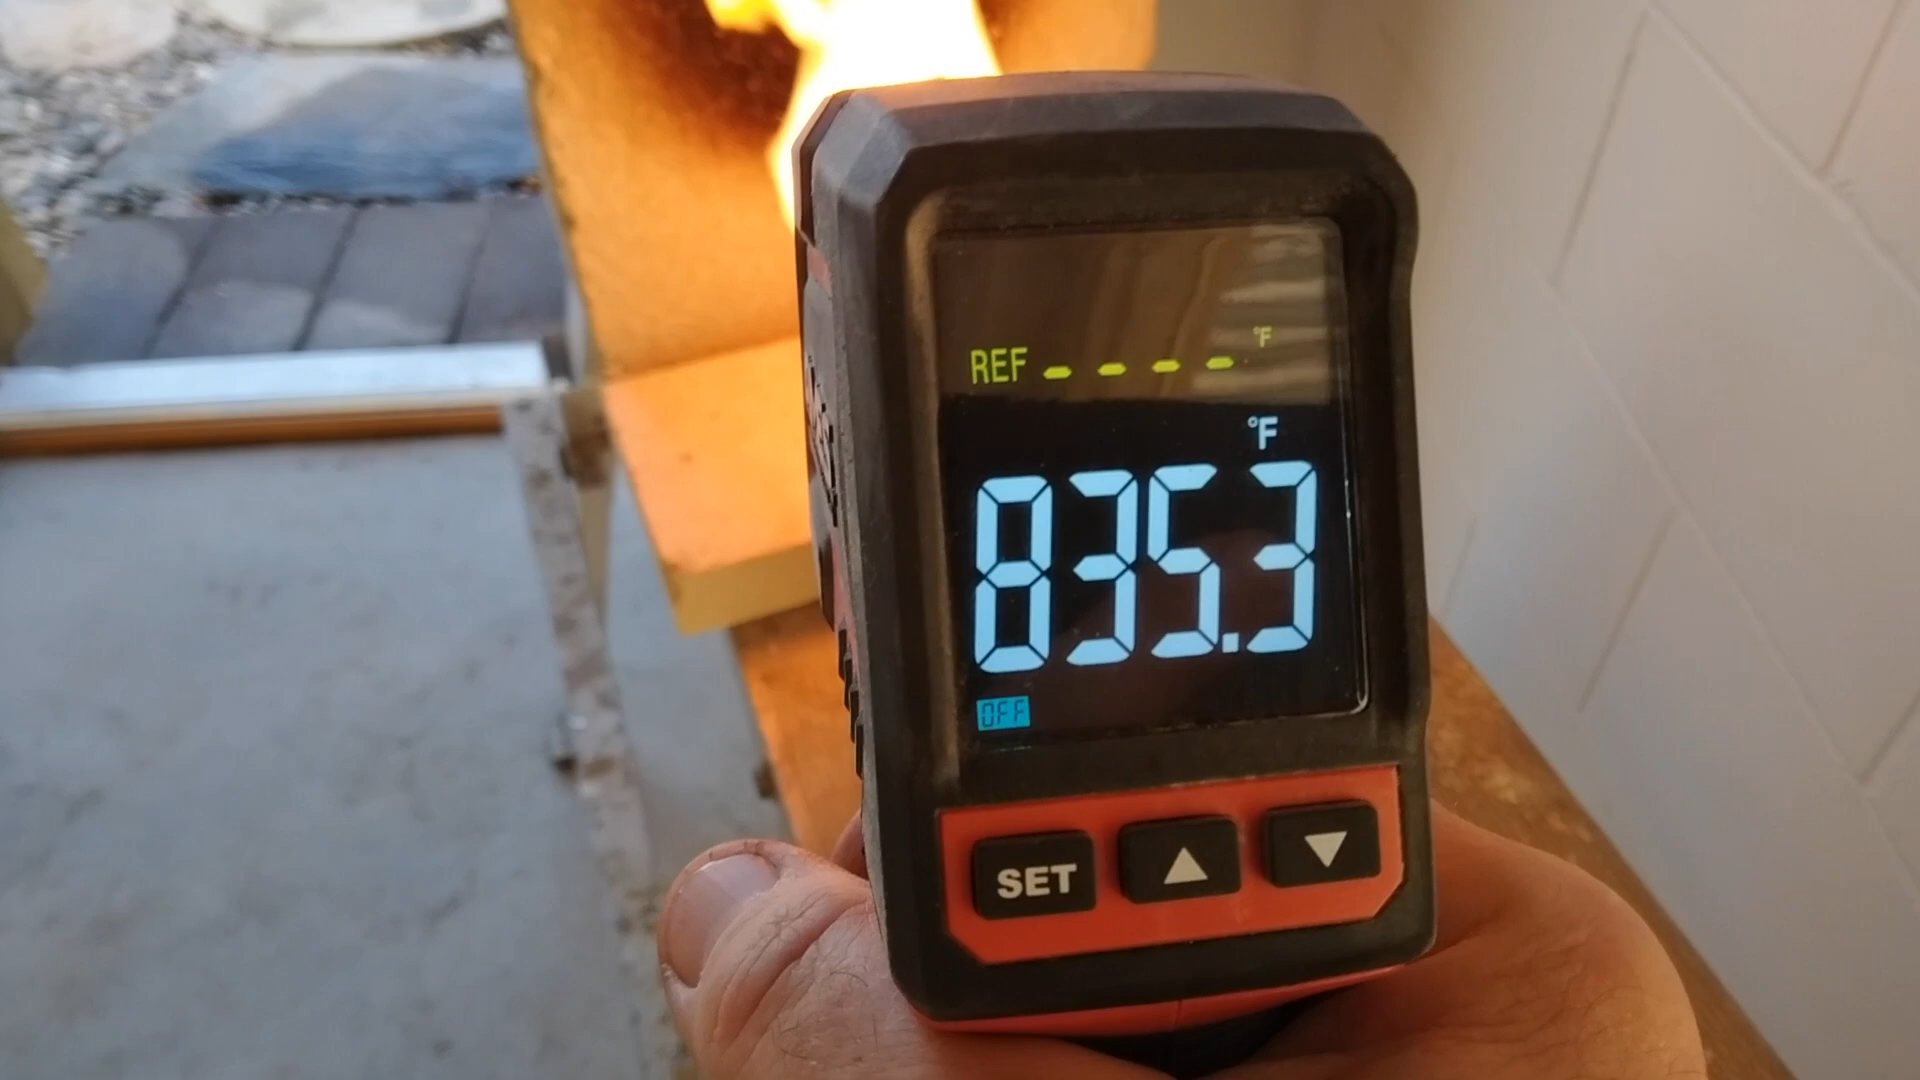 REF - - - - °F
°F
835.3
OFF
SET ▲ ▼